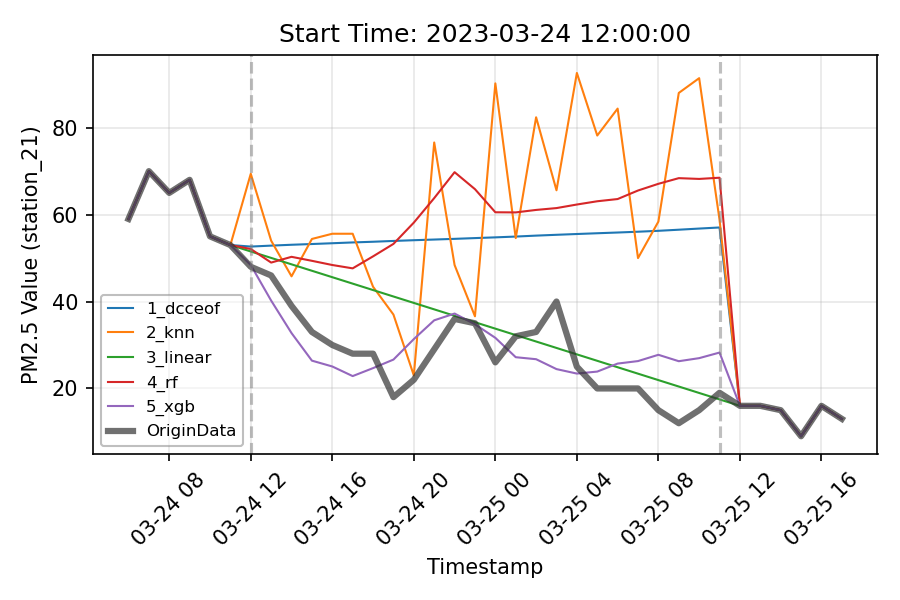 Start Time: 2023-03-24 12:00:00
PM2.5 Value (station_21)
80
60
40
20
1_dcceof
2_knn
3_linear
4_rf
5_xgb
OriginData
03-24 08
03-24 12
03-24 16
03-24 20
03-25 00
03-25 04
03-25 08
03-25 12
03-25 16
Timestamp